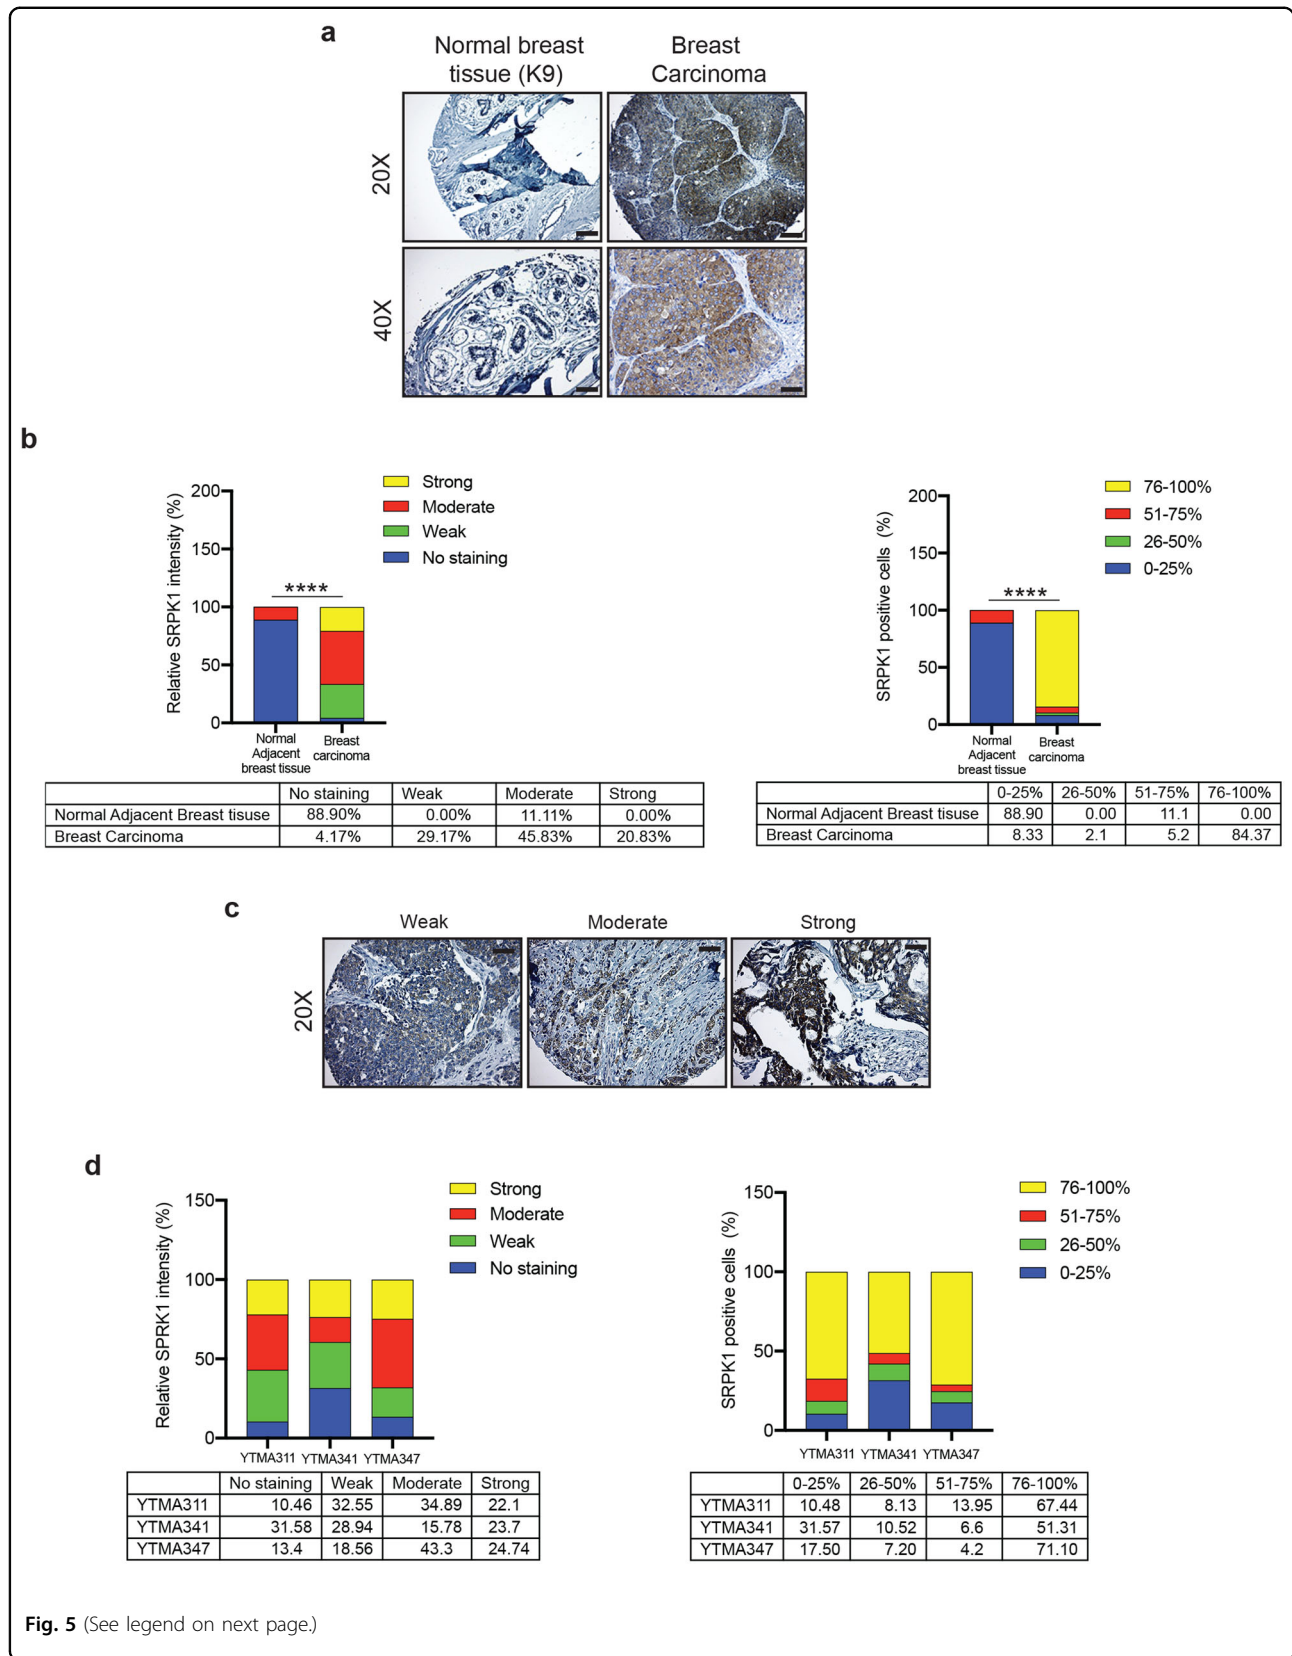 a
Normal breast
tissue (K9)
Breast
Carcinoma
20X
40X
b
Relative SRPK1 intensity (%)
200
150
100
50
0
****
Strong
Moderate
Weak
No staining
Normal
Adjacent
breast tissue
Breast
carcinoma
No staining Weak Moderate Strong
Normal Adjacent Breast tisuse 88.90% 0.00% 11.11% 0.00%
Breast Carcinoma 4.17% 29.17% 45.83% 20.83%
SRPK1 positive cells (%)
200
150
100
50
0
****
76-100%
51-75%
26-50%
0-25%
Normal
Adjacent
breast tissue
Breast
carcinoma
0-25% 26-50% 51-75% 76-100%
Normal Adjacent Breast tisuse 88.90 0.00 11.1 0.00
Breast Carcinoma 8.33 2.1 5.2 84.37
c
Weak Moderate Strong
20X
d
Relative SPRK1 intensity (%)
150
100
50
0
Strong
Moderate
Weak
No staining
YTMA311 YTMA341 YTMA347
No staining Weak Moderate Strong
YTMA311 10.46 32.55 34.89 22.1
YTMA341 31.58 28.94 15.78 23.7
YTMA347 13.4 18.56 43.3 24.74
SRPK1 positive cells (%)
150
100
50
0
76-100%
51-75%
26-50%
0-25%
YTMA311 YTMA341 YTMA347
0-25% 26-50% 51-75% 76-100%
YTMA311 10.48 8.13 13.95 67.44
YTMA341 31.57 10.52 6.6 51.31
YTMA347 17.50 7.20 4.2 71.10
Fig. 5 (See legend on next page.)